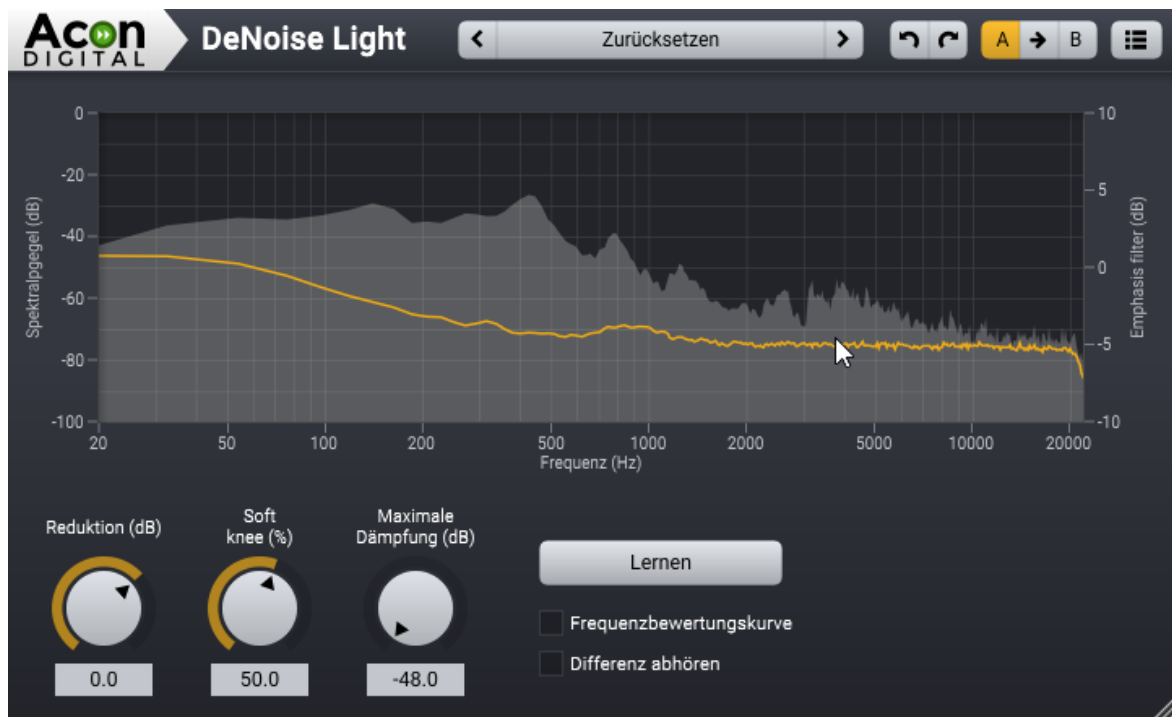 Acon
DIGITAL
DeNoise Light
Zurücksetzen
A
B
0
-20
-40
-60
-80
-100
Spektralpgegel (dB)
10
5
0
-5
-10
Emphasis filter (dB)
20
50
100
200
500
1000
2000
5000
10000
20000
Frequenz (Hz)
Reduktion (dB)
0.0
Soft
knee (%)
50.0
Maximale
Dämpfung (dB)
-48.0
Lernen
Frequenzbewertungskurve
Differenz abhören